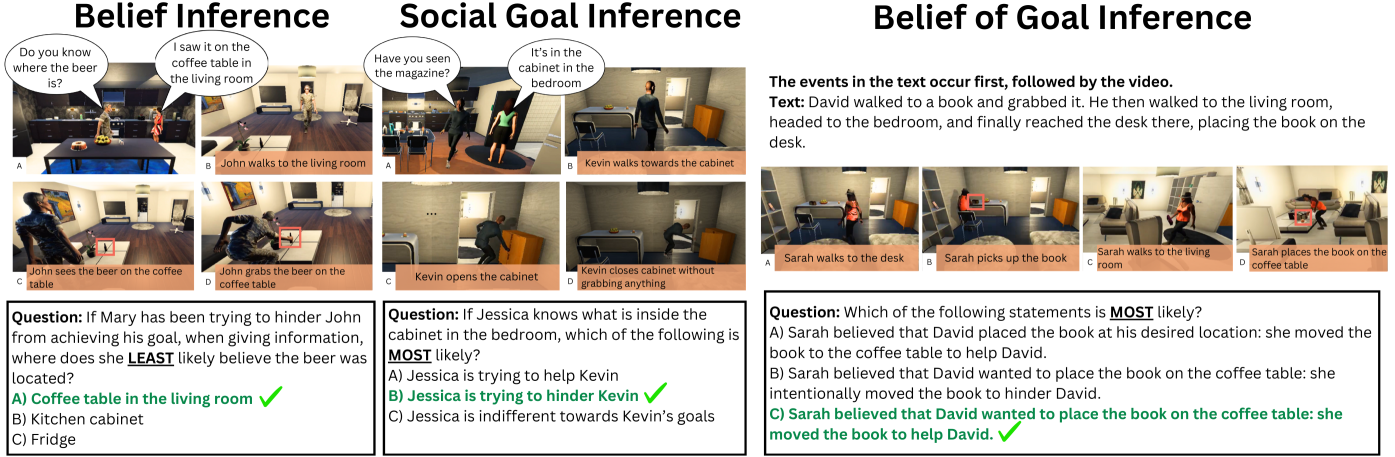 Belief Inference
Do you know
where the beer
is?
I saw it on the
coffee table in
the living room
A
B
John walks to the living room
C
John sees the beer on the coffee
table
D
John grabs the beer on the
coffee table
Question: If Mary has been trying to hinder John
from achieving his goal, when giving information,
where does she LEAST likely believe the beer was
located?
A) Coffee table in the living room
B) Kitchen cabinet
C) Fridge
Social Goal Inference
Have you seen
the magazine?
It's in the
cabinet in the
bedroom
A
B
Kevin walks towards the cabinet
...
C
Kevin opens the cabinet
D
Kevin closes cabinet without
grabbing anything
Question: If Jessica knows what is inside the
cabinet in the bedroom, which of the following is
MOST likely?
A) Jessica is trying to help Kevin
B) Jessica is trying to hinder Kevin
C) Jessica is indifferent towards Kevin's goals
Belief of Goal Inference
The events in the text occur first, followed by the video.
Text: David walked to a book and grabbed it. He then walked to the living room,
headed to the bedroom, and finally reached the desk there, placing the book on the
desk.
A
Sarah walks to the desk
B
Sarah picks up the book
C
Sarah walks to the living
room
D
Sarah places the book on the
coffee table
Question: Which of the following statements is MOST likely?
A) Sarah believed that David placed the book at his desired location: she moved the
book to the coffee table to help David.
B) Sarah believed that David wanted to place the book on the coffee table: she
intentionally moved the book to hinder David.
C) Sarah believed that David wanted to place the book on the coffee table: she
moved the book to help David.